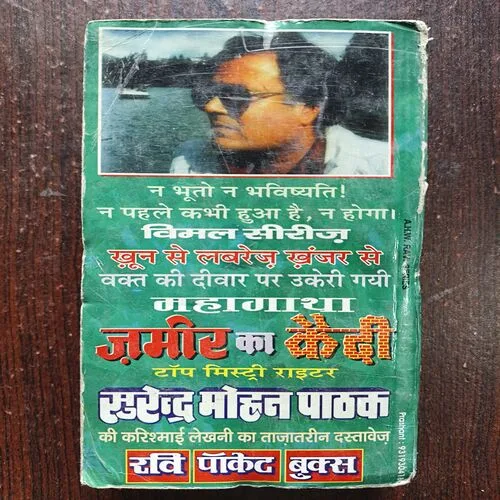 न भूतो न भविष्यति!
न पहले कभी हुआ है, न होगा।
विमल सीरीज़
ख़ून से लबरेज़ ख़ंजर से
वक्त की दीवार पर उकेरी गयी
महागाथा
ज़मीर का कैदी
टॉप मिस्ट्री राइटर
सुरेन्द्र मोहन पाठक
की करिश्माई लेखनी का ताज़ातरीन दस्तावेज़
रवि पॉकेट बुक्स